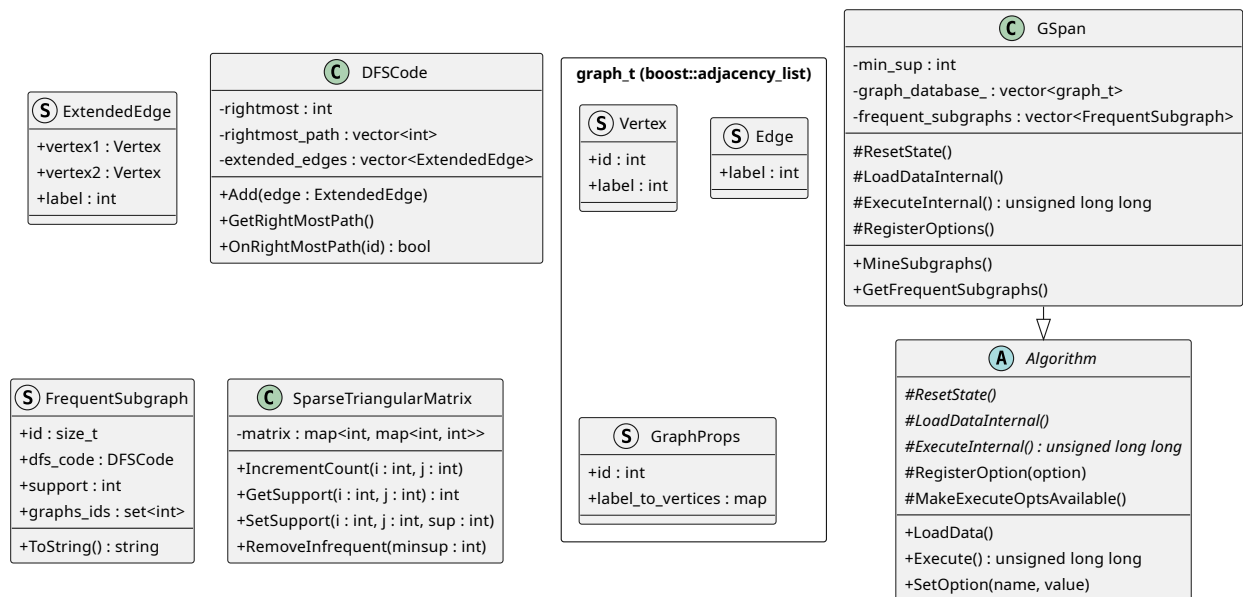 S ExtendedEdge
+vertex1 : Vertex
+vertex2 : Vertex
+label : int
C DFSCode
-rightmost : int
-rightmost_path : vector<int>
-extended_edges : vector<ExtendedEdge>
+Add(edge : ExtendedEdge)
+GetRightMostPath()
+OnRightMostPath(id) : bool
graph_t (boost::adjacency_list)
S Vertex
+id : int
+label : int
S Edge
+label : int
S GraphProps
+id : int
+label_to_vertices : map
C GSpan
-min_sup : int
-graph_database_ : vector<graph_t>
-frequent_subgraphs : vector<FrequentSubgraph>
#ResetState()
#LoadDataInternal()
#ExecuteInternal() : unsigned long long
#RegisterOptions()
+MineSubgraphs()
+GetFrequentSubgraphs()
S FrequentSubgraph
+id : size_t
+dfs_code : DFSCode
+support : int
+graphs_ids : set<int>
+ToString() : string
C SparseTriangularMatrix
-matrix : map<int, map<int, int>>
+IncrementCount(i : int, j : int)
+GetSupport(i : int, j : int) : int
+SetSupport(i : int, j : int, sup : int)
+RemoveInfrequent(minsup : int)
A Algorithm
#ResetState()
#LoadDataInternal()
#ExecuteInternal() : unsigned long long
#RegisterOption(option)
#MakeExecuteOptsAvailable()
+LoadData()
+Execute() : unsigned long long
+SetOption(name, value)